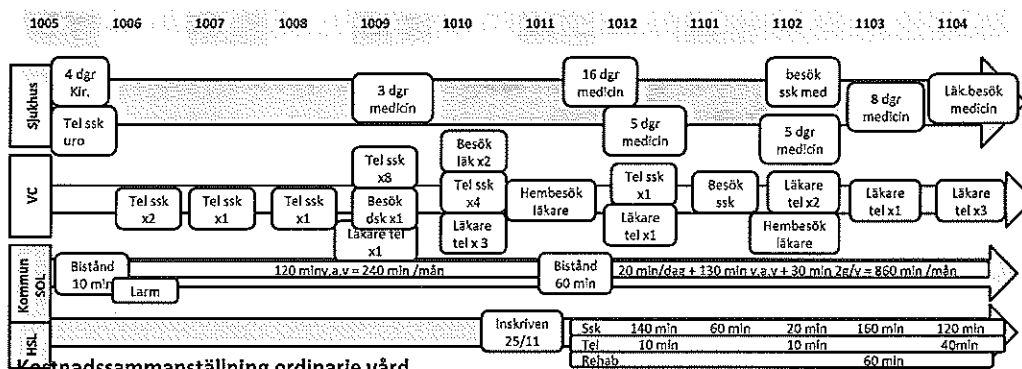 1005 1006 1007 1008 1009 1010 1011 1012 1101 1102 1103 1104
Sjukhus
4 dgr
Kir.
Tel ssk
uro
3 dgr
medicin
16 dgr
medicin
5 dgr
medicin
besök
ssk med
5 dgr
medicin
8 dgr
medicin
Läk.besök
medicin
VC
Tel ssk
x2
Tel ssk
x1
Tel ssk
x1
Tel ssk
x8
Besök
dsk x1
Läkare tel
x1
Besök
läk x2
Tel ssk
x4
Läkare
tel x 3
Hembesök
läkare
Tel ssk
x1
Läkare
tel x1
Besök
ssk
Läkare
tel x2
Hembesök
läkare
Läkare
tel x1
Läkare
tel x3
Kommun
SOL
Bistånd
10 min
Larm
120 minv.a.v = 240 min /mån
Bistånd
60 min
20 min/dag + 130 min v.a.v + 30 min 2g/v = 860 min /mån
HSL
Inskriven
25/11
Ssk 140 min 60 min 20 min 160 min 120 min
Tel 10 min 10 min 40min
Rehab 60 min
Kostnadssammanställning ordinarie vård